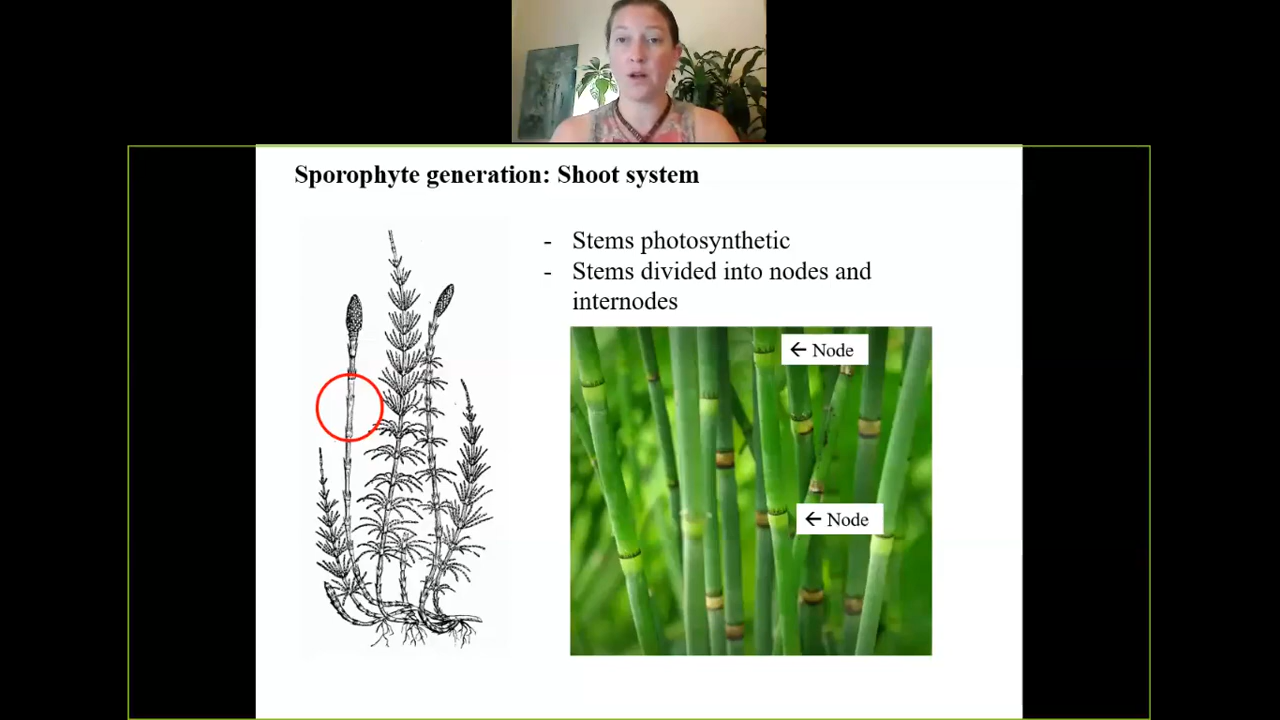 Sporophyte generation: Shoot system
- Stems photosynthetic
- Stems divided into nodes and
internodes
← Node
← Node